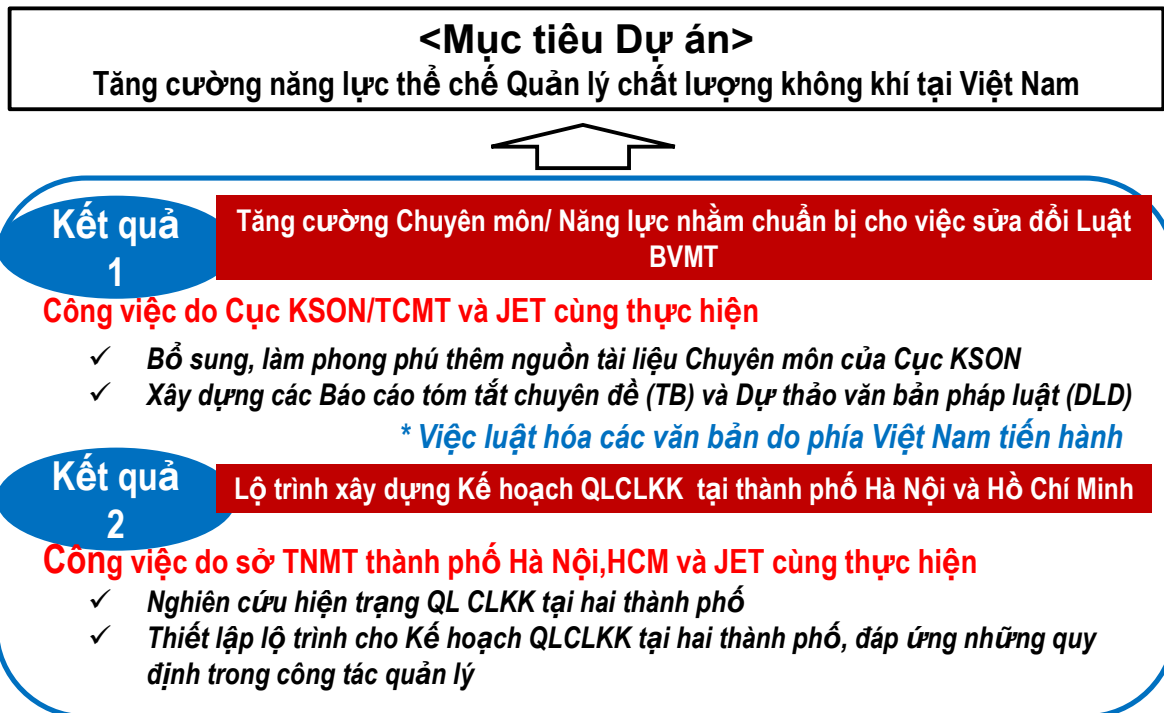 <Mục tiêu Dự án>
Tăng cường năng lực thể chế Quản lý chất lượng không khí tại Việt Nam
Kết quả
1
Tăng cường Chuyên môn/ Năng lực nhằm chuẩn bị cho việc sửa đổi Luật
BVMT
Công việc do Cục KSON/TCMT và JET cùng thực hiện
✓ Bổ sung, làm phong phú thêm nguồn tài liệu Chuyên môn của Cục KSON
✓ Xây dựng các Báo cáo tóm tắt chuyên đề (TB) và Dự thảo văn bản pháp luật (DLD)
* Việc luật hóa các văn bản do phía Việt Nam tiến hành
Kết quả
2
Lộ trình xây dựng Kế hoạch QLCLKK tại thành phố Hà Nội và Hồ Chí Minh
Công việc do sở TNMT thành phố Hà Nội,HCM và JET cùng thực hiện
✓ Nghiên cứu hiện trạng QL CLKK tại hai thành phố
✓ Thiết lập lộ trình cho Kế hoạch QLCLKK tại hai thành phố, đáp ứng những quy
định trong công tác quản lý